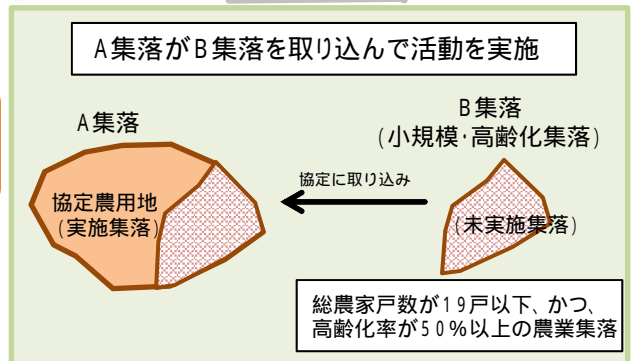 A集落がB集落を取り込んで活動を実施
A集落
B集落
(小規模・高齢化集落)
協定に取り込み
協定農用地
(実施集落)
(未実施集落)
総農家戸数が19戸以下、かつ、
高齢化率が50%以上の農業集落